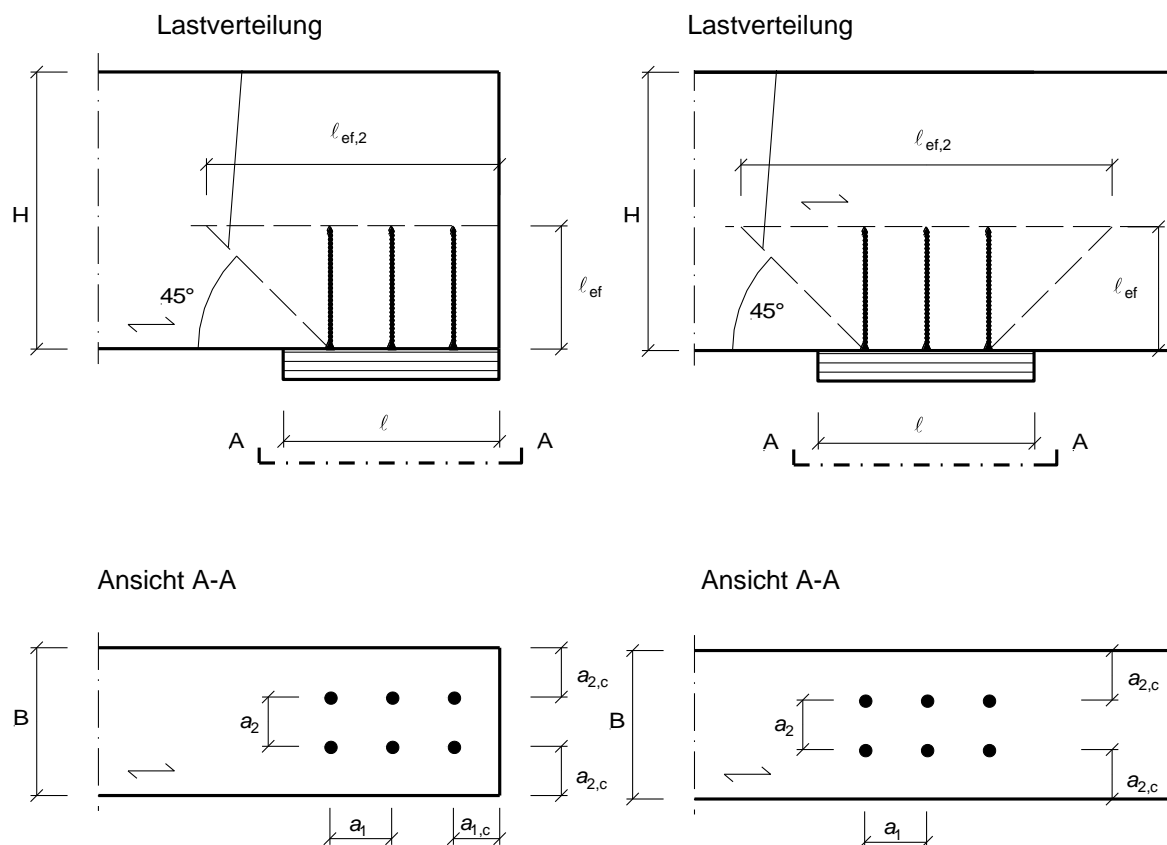 Lastverteilung
H
ℓef,2
45°
ℓef
ℓ
A
A
Ansicht A-A
B
a2
a2,c
a2,c
a1
a1,c
Lastverteilung
H
ℓef,2
45°
ℓef
ℓ
A
A
Ansicht A-A
B
a2
a2,c
a2,c
a1